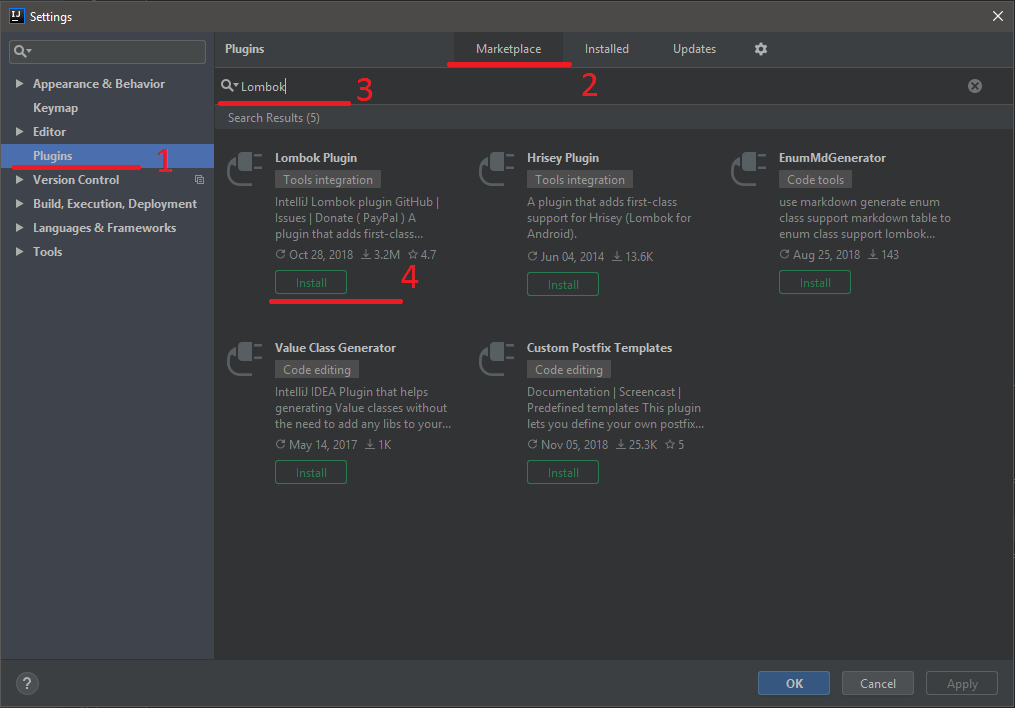 Settings
Plugins
Marketplace
Installed
Updates
Appearance & Behavior
Keymap
Editor
Plugins
1
Version Control
Build, Execution, Deployment
Languages & Frameworks
Tools
2
Lombok
3
Search Results (5)
Lombok Plugin
Tools integration
IntelliJ Lombok plugin GitHub |
Issues | Donate ( PayPal ) A
plugin that adds first-class...
Oct 28, 2018 3.2M 4.7
Install
4
Hrisey Plugin
Tools integration
A plugin that adds first-class
support for Hrisey (Lombok for
Android).
Jun 04, 2014 13.6K
Install
EnumMdGenerator
Code tools
use markdown generate enum
class support markdown table to
enum class support lombok...
Aug 25, 2018 143
Install
Value Class Generator
Code editing
IntelliJ IDEA Plugin that helps
generating Value classes without
the need to add any libs to your...
May 14, 2017 1K
Install
Custom Postfix Templates
Code editing
Documentation | Screencast |
Predefined templates This plugin
lets you define your own postfix...
Nov 05, 2018 25.3K 5
Install
?
OK
Cancel
Apply